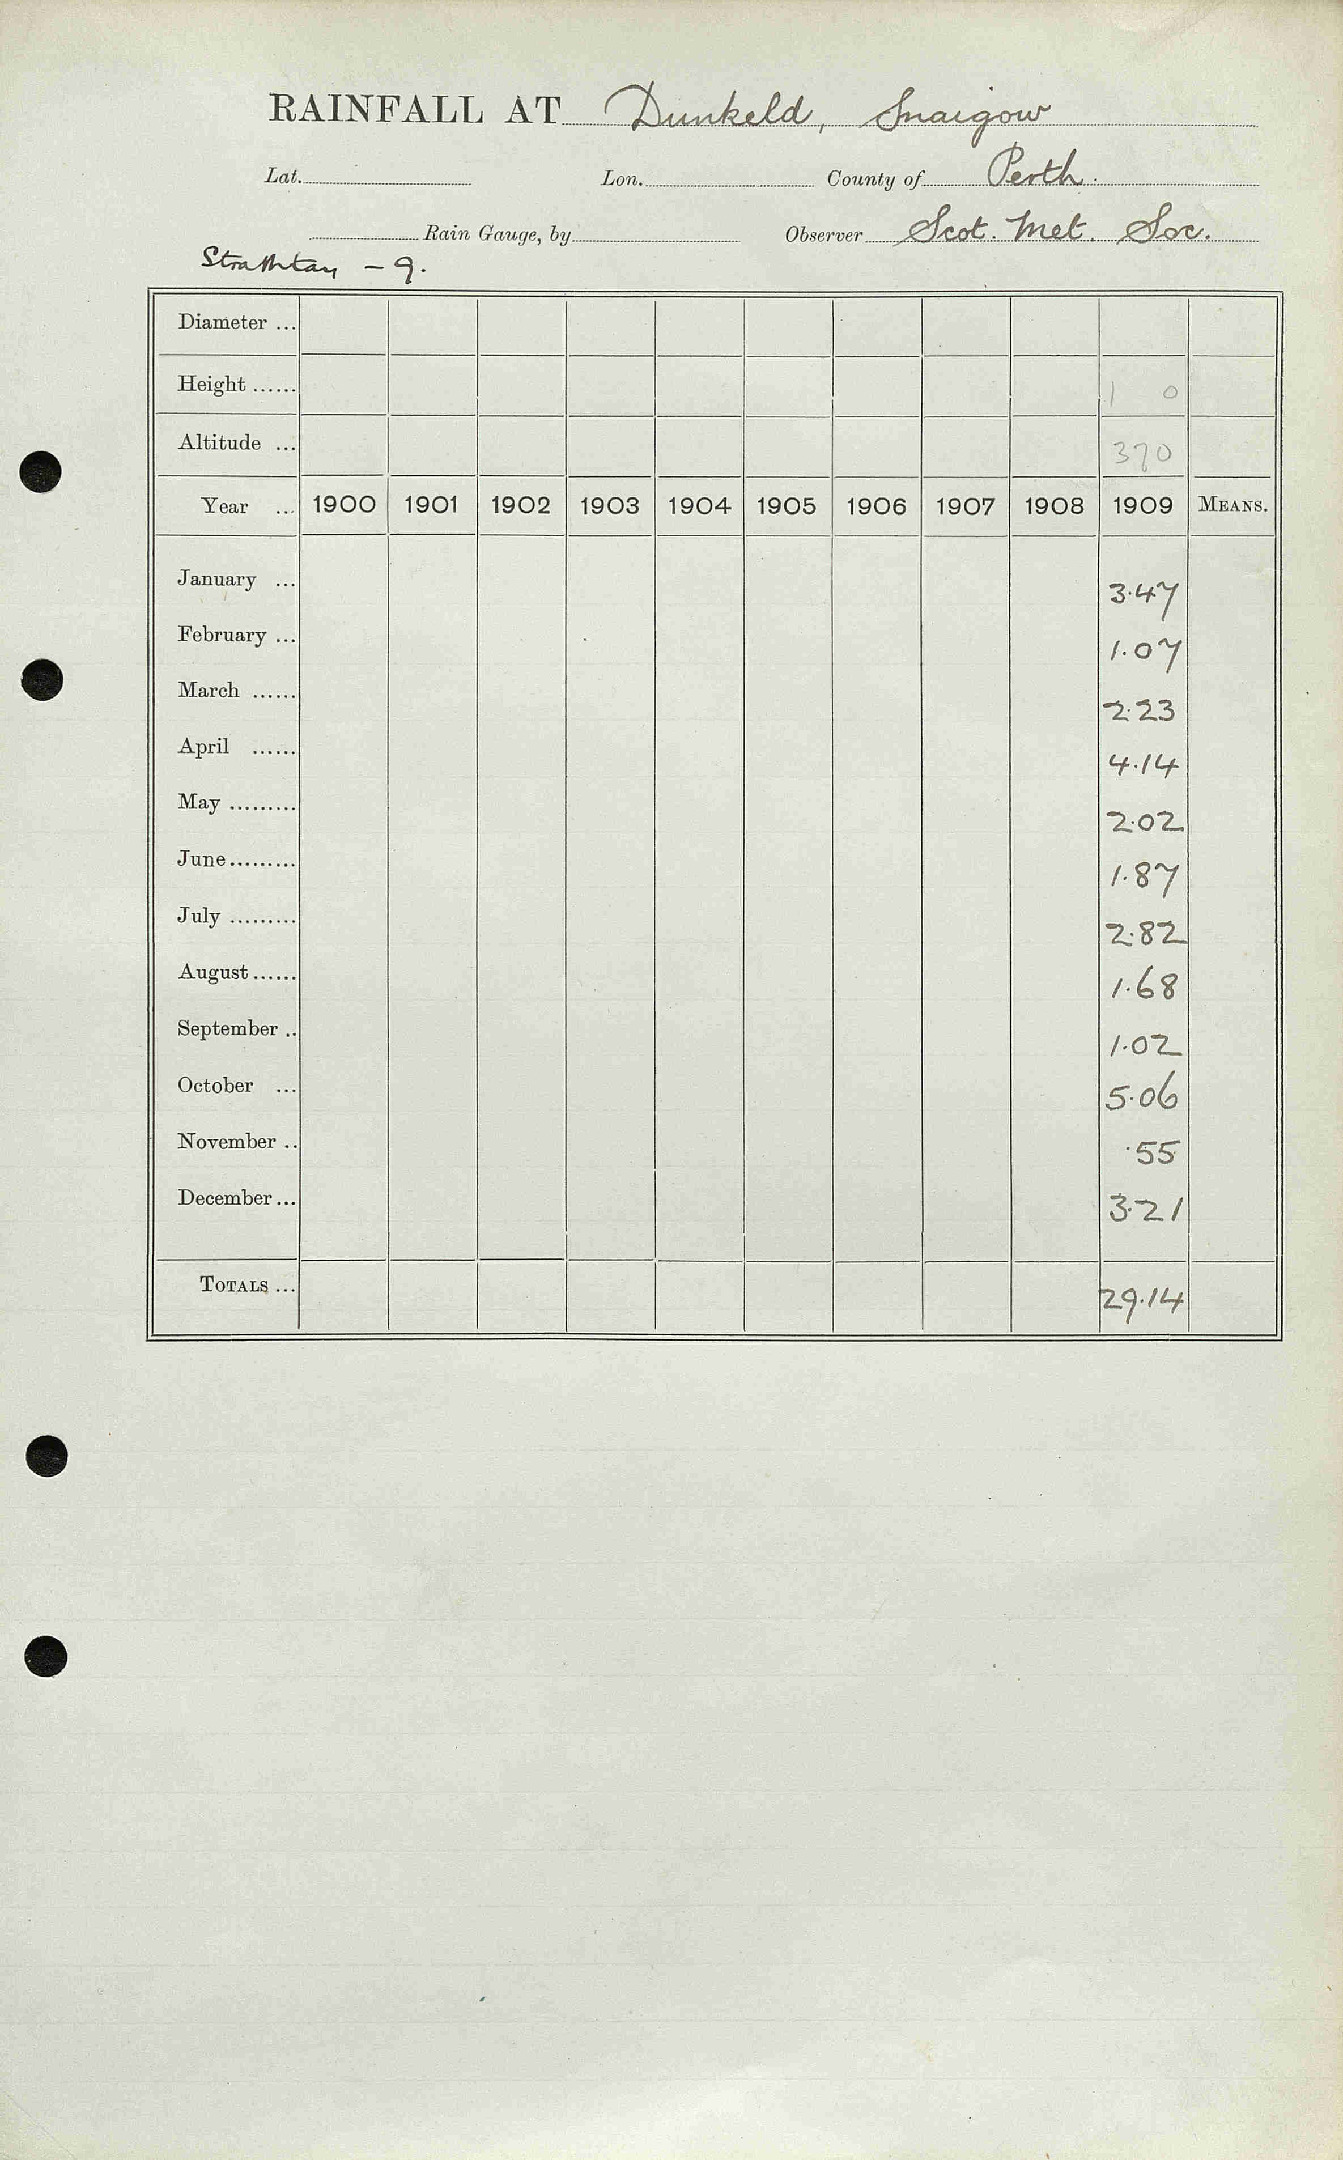 RAINFALL AT Dunkeld, Snaigow
Lat. Lon. County of Perth.
Rain Gauge, by Observer Scot. Met. Soc.
Strathtay - 9.
Diameter ...
Height ...... 1 0
Altitude ... 370
Year ... 1900 1901 1902 1903 1904 1905 1906 1907 1908 1909 MEANS.
January ... 3.47
February ... 1.07
March ...... 2.23
April ...... 4.14
May ......... 2.02
June ......... 1.87
July ......... 2.82
August ...... 1.68
September .. 1.02
October ... 5.06
November .. .55
December ... 3.21
TOTALS ... 29.14